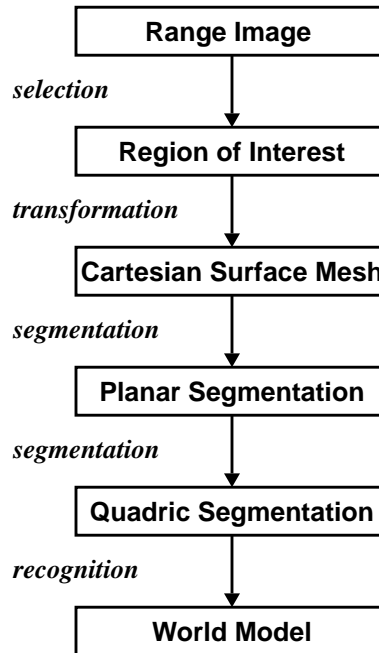 Range Image
selection
Region of Interest
transformation
Cartesian Surface Mesh
segmentation
Planar Segmentation
segmentation
Quadric Segmentation
recognition
World Model